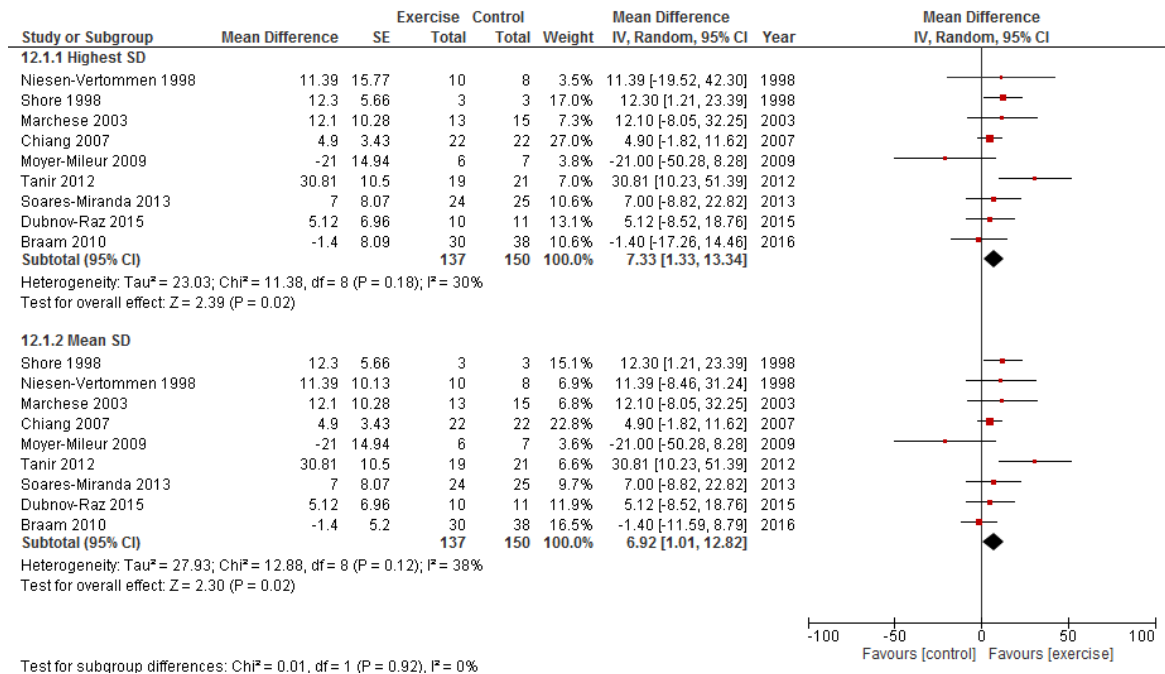 Exercise Control Mean Difference Mean Difference
Study or Subgroup Mean Difference SE Total Total Weight IV, Random, 95% CI Year IV, Random, 95% CI
12.1.1 Highest SD
Niesen-Vertommen 1998 11.39 15.77 10 8 3.5% 11.39 [-19.52, 42.30] 1998
Shore 1998 12.3 5.66 3 3 17.0% 12.30 [1.21, 23.39] 1998
Marchese 2003 12.1 10.28 13 15 7.3% 12.10 [-8.05, 32.25] 2003
Chiang 2007 4.9 3.43 22 22 27.0% 4.90 [-1.82, 11.62] 2007
Moyer-Mileur 2009 -21 14.94 6 7 3.8% -21.00 [-50.28, 8.28] 2009
Tanir 2012 30.81 10.5 19 21 7.0% 30.81 [10.23, 51.39] 2012
Soares-Miranda 2013 7 8.07 24 25 10.6% 7.00 [-8.82, 22.82] 2013
Dubnov-Raz 2015 5.12 6.96 10 11 13.1% 5.12 [-8.52, 18.76] 2015
Braam 2010 -1.4 8.09 30 38 10.6% -1.40 [-17.26, 14.46] 2016
Subtotal (95% CI) 137 150 100.0% 7.33 [1.33, 13.34]
Heterogeneity: Tau² = 23.03; Chi² = 11.38, df = 8 (P = 0.18); I² = 30%
Test for overall effect: Z = 2.39 (P = 0.02)
12.1.2 Mean SD
Shore 1998 12.3 5.66 3 3 15.1% 12.30 [1.21, 23.39] 1998
Niesen-Vertommen 1998 11.39 10.13 10 8 6.9% 11.39 [-8.46, 31.24] 1998
Marchese 2003 12.1 10.28 13 15 6.8% 12.10 [-8.05, 32.25] 2003
Chiang 2007 4.9 3.43 22 22 22.8% 4.90 [-1.82, 11.62] 2007
Moyer-Mileur 2009 -21 14.94 6 7 3.6% -21.00 [-50.28, 8.28] 2009
Tanir 2012 30.81 10.5 19 21 6.6% 30.81 [10.23, 51.39] 2012
Soares-Miranda 2013 7 8.07 24 25 9.7% 7.00 [-8.82, 22.82] 2013
Dubnov-Raz 2015 5.12 6.96 10 11 11.9% 5.12 [-8.52, 18.76] 2015
Braam 2010 -1.4 5.2 30 38 16.5% -1.40 [-11.59, 8.79] 2016
Subtotal (95% CI) 137 150 100.0% 6.92 [1.01, 12.82]
Heterogeneity: Tau² = 27.93; Chi² = 12.88, df = 8 (P = 0.12); I² = 38%
Test for overall effect: Z = 2.30 (P = 0.02)
-100 -50 0 50 100
Favours [control] Favours [exercise]
Test for subgroup differences: Chi² = 0.01, df = 1 (P = 0.92), I² = 0%